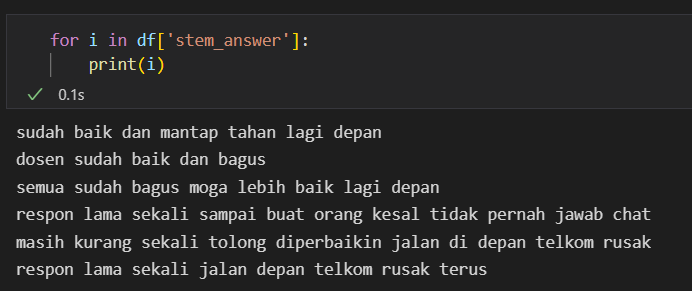 for i in df['stem_answer']:
print(i)
0.1s
sudah baik dan mantap tahan lagi depan
dosen sudah baik dan bagus
semua sudah bagus moga lebih baik lagi depan
respon lama sekali sampai buat orang kesal tidak pernah jawab chat
masih kurang sekali tolong diperbaikin jalan di depan telkom rusak
respon lama sekali jalan depan telkom rusak terus